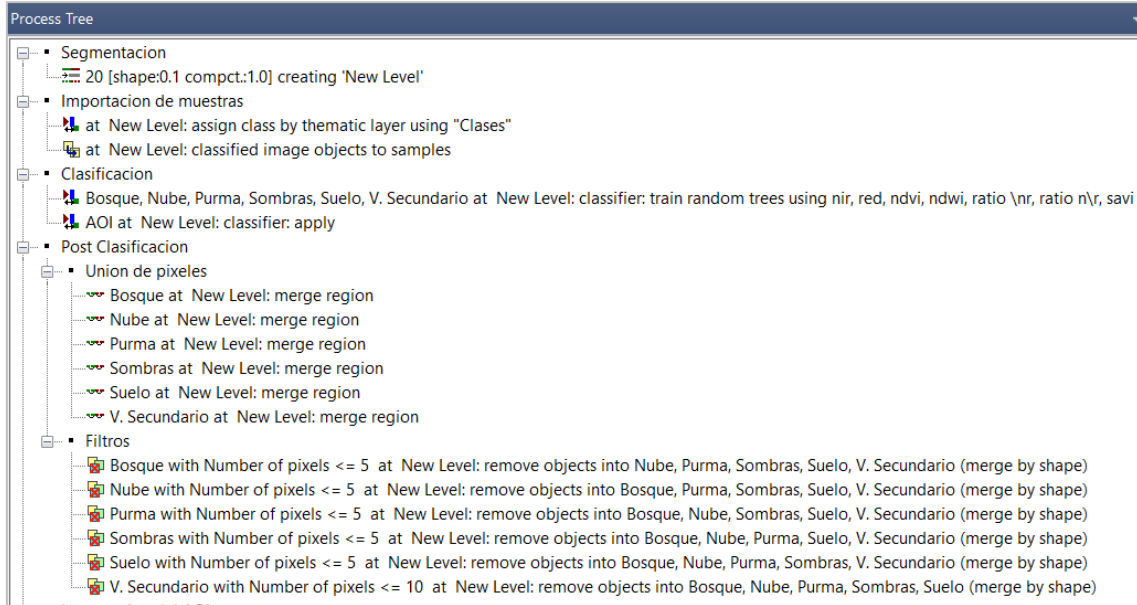 Process Tree
Segmentacion
20 [shape:0.1 compct.:1.0] creating 'New Level'
Importacion de muestras
at New Level: assign class by thematic layer using "Clases"
at New Level: classified image objects to samples
Clasificacion
Bosque, Nube, Purma, Sombras, Suelo, V. Secundario at New Level: classifier: train random trees using nir, red, ndvi, ndwi, ratio \nr, ratio n\r, savi
AOI at New Level: classifier: apply
Post Clasificacion
Union de pixeles
Bosque at New Level: merge region
Nube at New Level: merge region
Purma at New Level: merge region
Sombras at New Level: merge region
Suelo at New Level: merge region
V. Secundario at New Level: merge region
Filtros
Bosque with Number of pixels <= 5 at New Level: remove objects into Nube, Purma, Sombras, Suelo, V. Secundario (merge by shape)
Nube with Number of pixels <= 5 at New Level: remove objects into Bosque, Purma, Sombras, Suelo, V. Secundario (merge by shape)
Purma with Number of pixels <= 5 at New Level: remove objects into Bosque, Nube, Sombras, Suelo, V. Secundario (merge by shape)
Sombras with Number of pixels <= 5 at New Level: remove objects into Bosque, Nube, Purma, Suelo, V. Secundario (merge by shape)
Suelo with Number of pixels <= 5 at New Level: remove objects into Bosque, Nube, Purma, Sombras, V. Secundario (merge by shape)
V. Secundario with Number of pixels <= 10 at New Level: remove objects into Bosque, Nube, Purma, Sombras, Suelo (merge by shape)